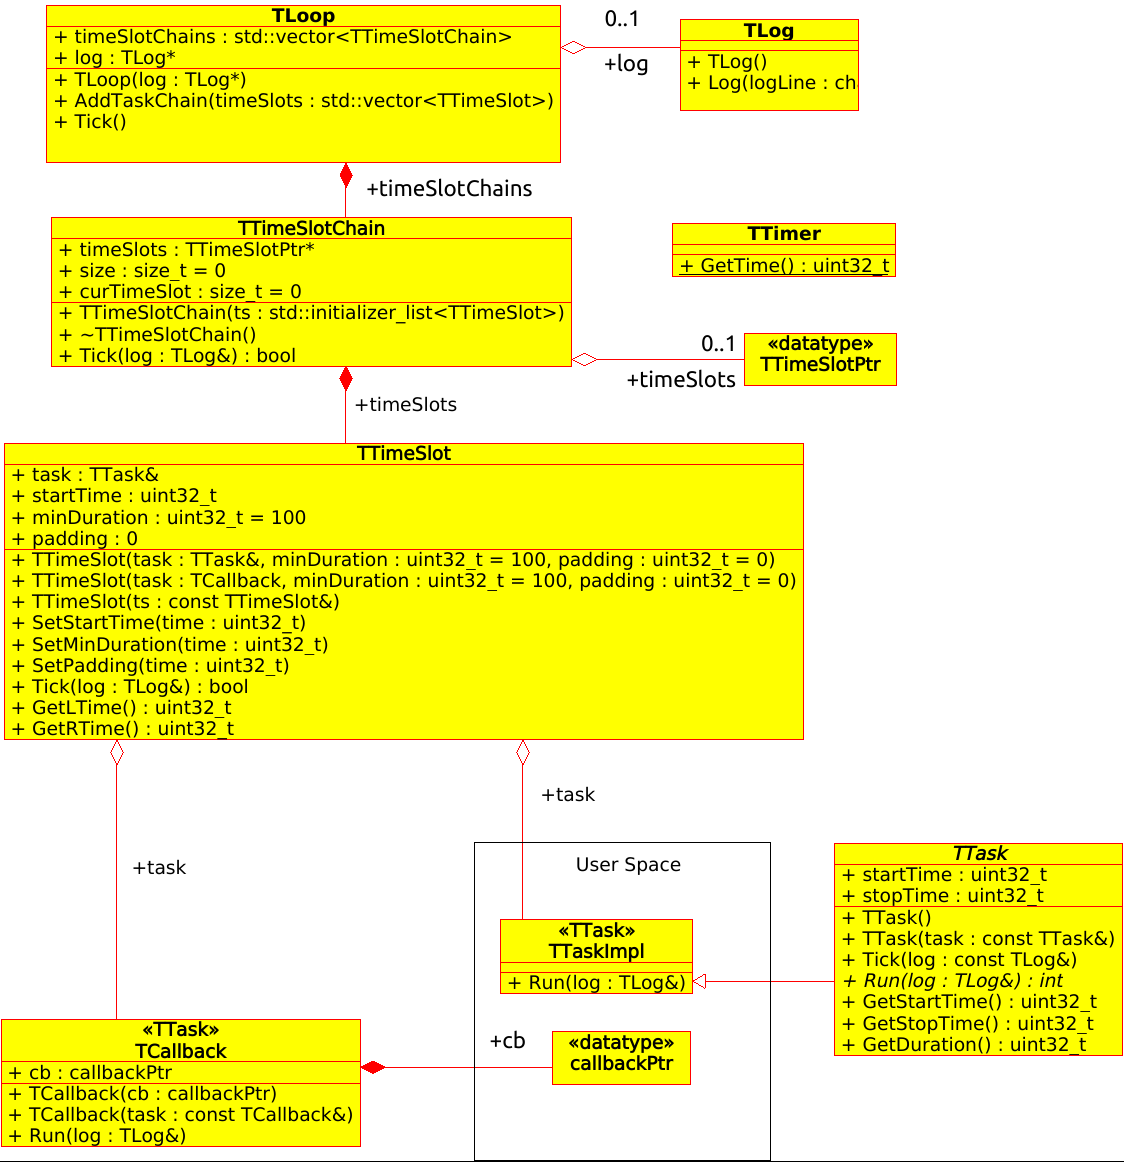 TLoop
+ timeSlotChains : std::vector<TTimeSlotChain>
+ log : TLog*
+ TLoop(log : TLog*)
+ AddTaskChain(timeSlots : std::vector<TTimeSlot>)
+ Tick()
0..1
+log
TLog
+ TLog()
+ Log(logLine : ch
+timeSlotChains
TTimeSlotChain
+ timeSlots : TTimeSlotPtr*
+ size : size_t = 0
+ curTimeSlot : size_t = 0
+ TTimeSlotChain(ts : std::initializer_list<TTimeSlot>)
+ ~TTimeSlotChain()
+ Tick(log : TLog&) : bool
TTimer
+ GetTime() : uint32_t
0..1
+timeSlots
«datatype»
TTimeSlotPtr
+timeSlots
TTimeSlot
+ task : TTask&
+ startTime : uint32_t
+ minDuration : uint32_t = 100
+ padding : 0
+ TTimeSlot(task : TTask&, minDuration : uint32_t = 100, padding : uint32_t = 0)
+ TTimeSlot(task : TCallback, minDuration : uint32_t = 100, padding : uint32_t = 0)
+ TTimeSlot(ts : const TTimeSlot&)
+ SetStartTime(time : uint32_t)
+ SetMinDuration(time : uint32_t)
+ SetPadding(time : uint32_t)
+ Tick(log : TLog&) : bool
+ GetLTime() : uint32_t
+ GetRTime() : uint32_t
+task
+task
User Space
«TTask»
TTaskImpl
+ Run(log : TLog&)
TTask
+ startTime : uint32_t
+ stopTime : uint32_t
+ TTask()
+ TTask(task : const TTask&)
+ Tick(log : const TLog&)
+ Run(log : TLog&) : int
+ GetStartTime() : uint32_t
+ GetStopTime() : uint32_t
+ GetDuration() : uint32_t
«TTask»
TCallback
+ cb : callbackPtr
+ TCallback(cb : callbackPtr)
+ TCallback(task : const TCallback&)
+ Run(log : TLog&)
+cb
«datatype»
callbackPtr